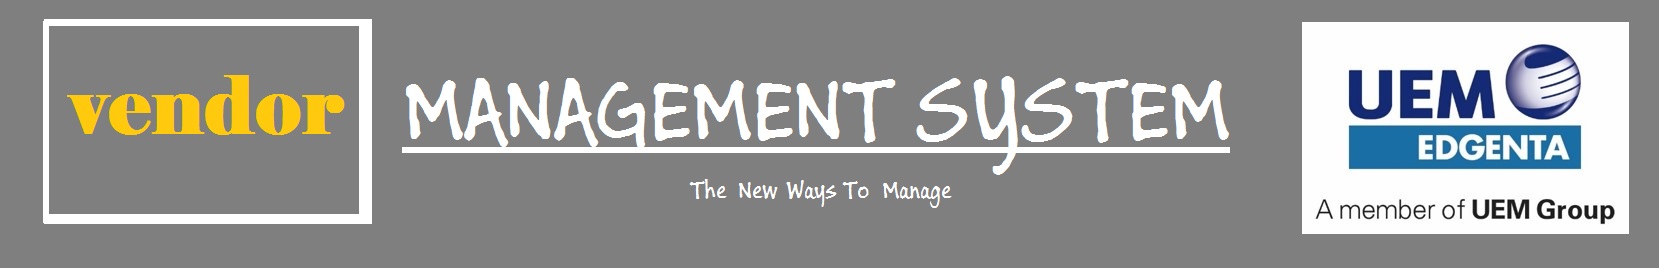 vendor
MANAGEMENT SYSTEM
The New Ways To Manage
UEM
EDGENTA
A member of UEM Group